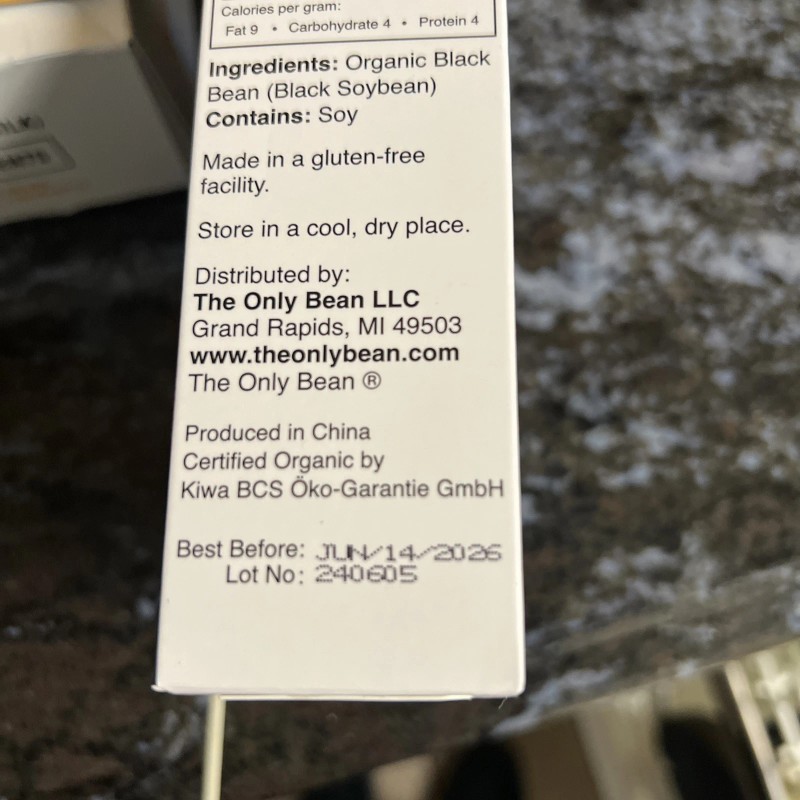 Calories per gram:
Fat 9 • Carbohydrate 4 • Protein 4
Ingredients: Organic Black
Bean (Black Soybean)
Contains: Soy
Made in a gluten-free
facility.
Store in a cool, dry place.
Distributed by:
The Only Bean LLC
Grand Rapids, MI 49503
www.theonlybean.com
The Only Bean ®
Produced in China
Certified Organic by
Kiwa BCS Öko-Garantie GmbH
Best Before: JUN/14/2026
Lot No: 240605